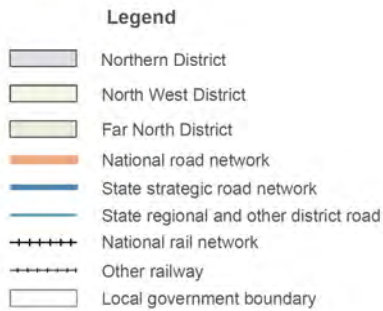 Legend
Northern District
North West District
Far North District
National road network
State strategic road network
State regional and other district road
National rail network
Other railway
Local government boundary